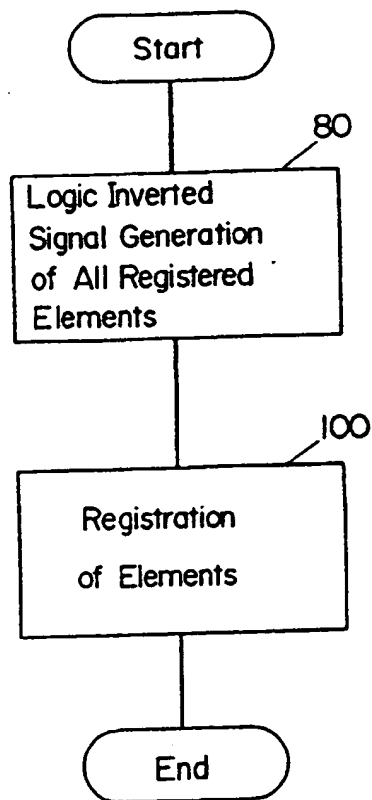 Start
80
Logic Inverted
Signal Generation
of All Registered
Elements
100
Registration
of Elements
End